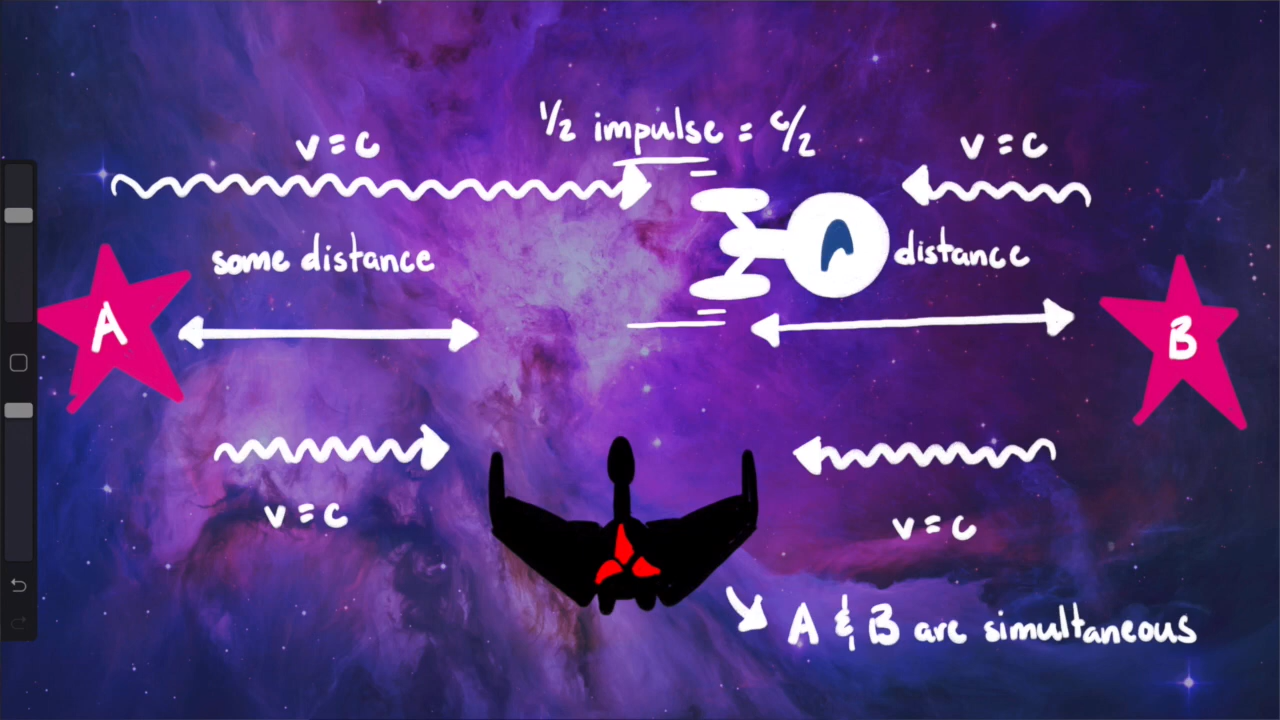 ½ impulse = c/2
v = c
v = c
some distance
distance
A
B
v = c
v = c
A & B are simultaneous